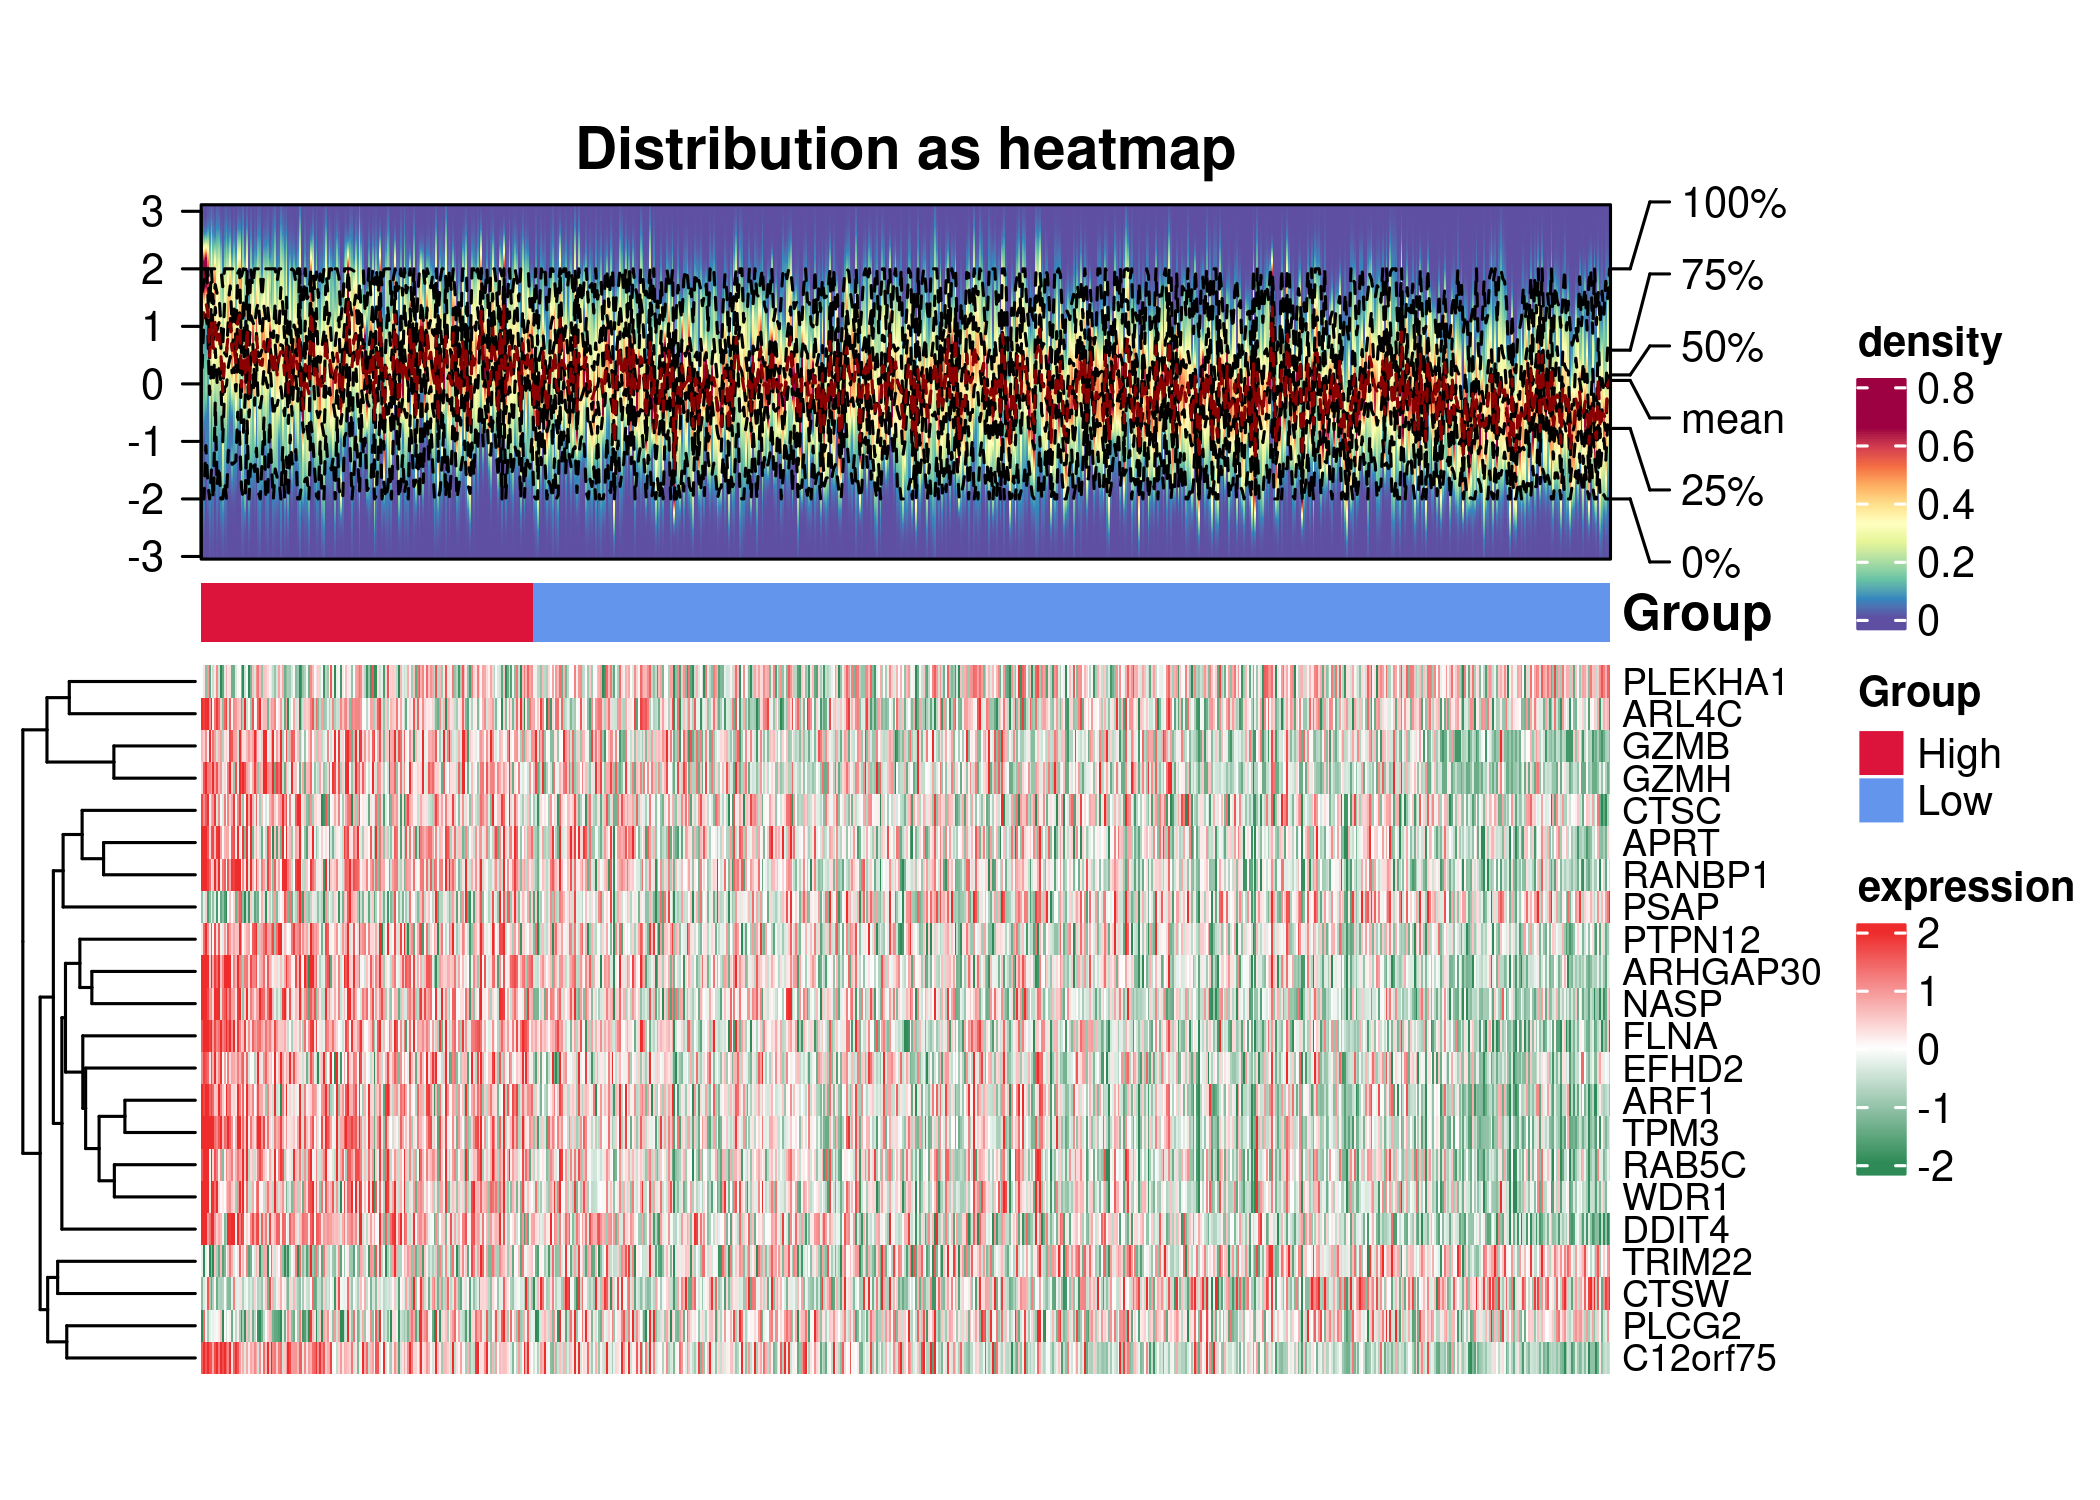 Distribution as heatmap
3
2
1
0
-1
-2
-3
100%
75%
50%
mean
25%
0%
Group
PLEKHA1
ARL4C
GZMB
GZMH
CTSC
APRT
RANBP1
PSAP
PTPN12
ARHGAP30
NASP
FLNA
EFHD2
ARF1
TPM3
RAB5C
WDR1
DDIT4
TRIM22
CTSW
PLCG2
C12orf75
density
0.8
0.6
0.4
0.2
0
Group
High
Low
expression
2
1
0
-1
-2